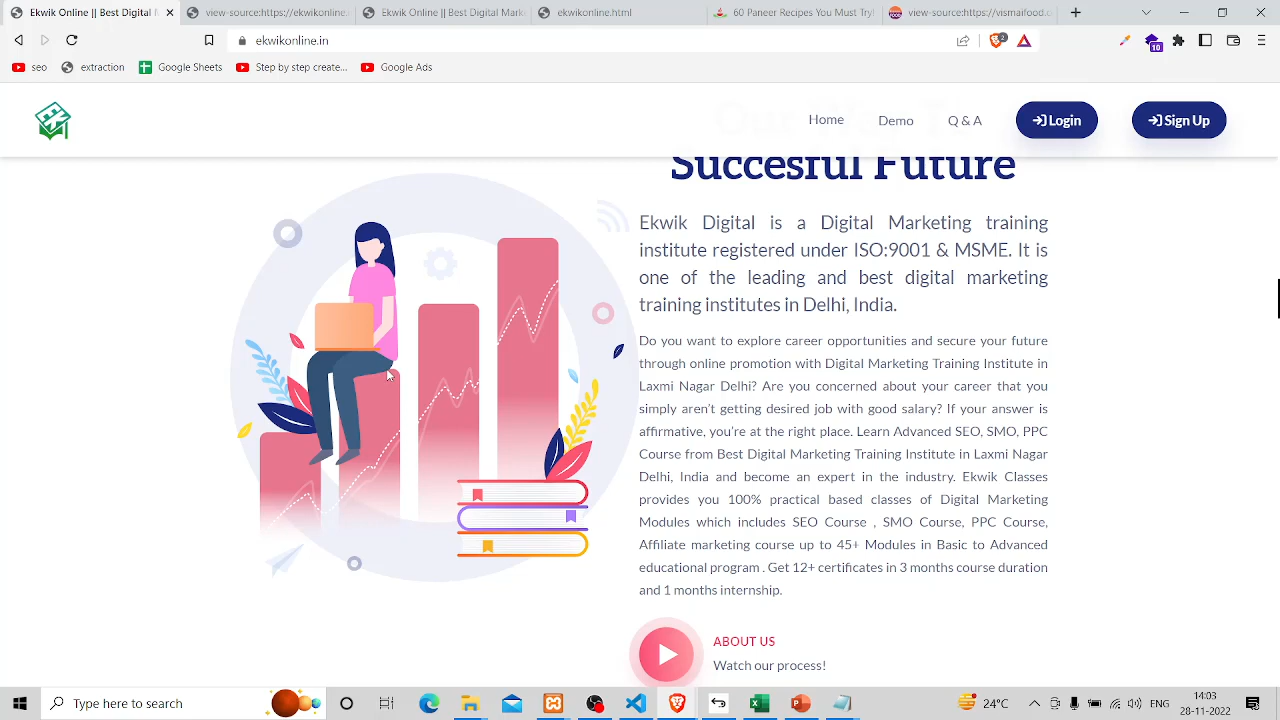 Ekwik Online || Best Digital M
view-source:https://ekwikonline.
Ekwik Online || Best Digital Mark
ekwikonline.html
60 Paneer Recipes You Must Try!
view-source:https://vismaifood.c
ekwikonline.in
2
10
seo
extraction
Google Sheets
Step by step create...
Google Ads
Home
Demo
Q & A
Login
Sign Up
Succesful Future
Ekwik Digital is a Digital Marketing training
institute registered under ISO:9001 & MSME. It is
one of the leading and best digital marketing
training institutes in Delhi, India.
Do you want to explore career opportunities and secure your future
through online promotion with Digital Marketing Training Institute in
Laxmi Nagar Delhi? Are you concerned about your career that you
simply aren't getting desired job with good salary? If your answer is
affirmative, you're at the right place. Learn Advanced SEO, SMO, PPC
Course from Best Digital Marketing Training Institute in Laxmi Nagar
Delhi, India and become an expert in the industry. Ekwik Classes
provides you 100% practical based classes of Digital Marketing
Modules which includes SEO Course , SMO Course, PPC Course,
Affiliate marketing course up to 45+ Modules in Basic to Advanced
educational program . Get 12+ certificates in 3 months course duration
and 1 months internship.
ABOUT US
Watch our process!
Type here to search
24°C
ENG
14:03
28-11-2022